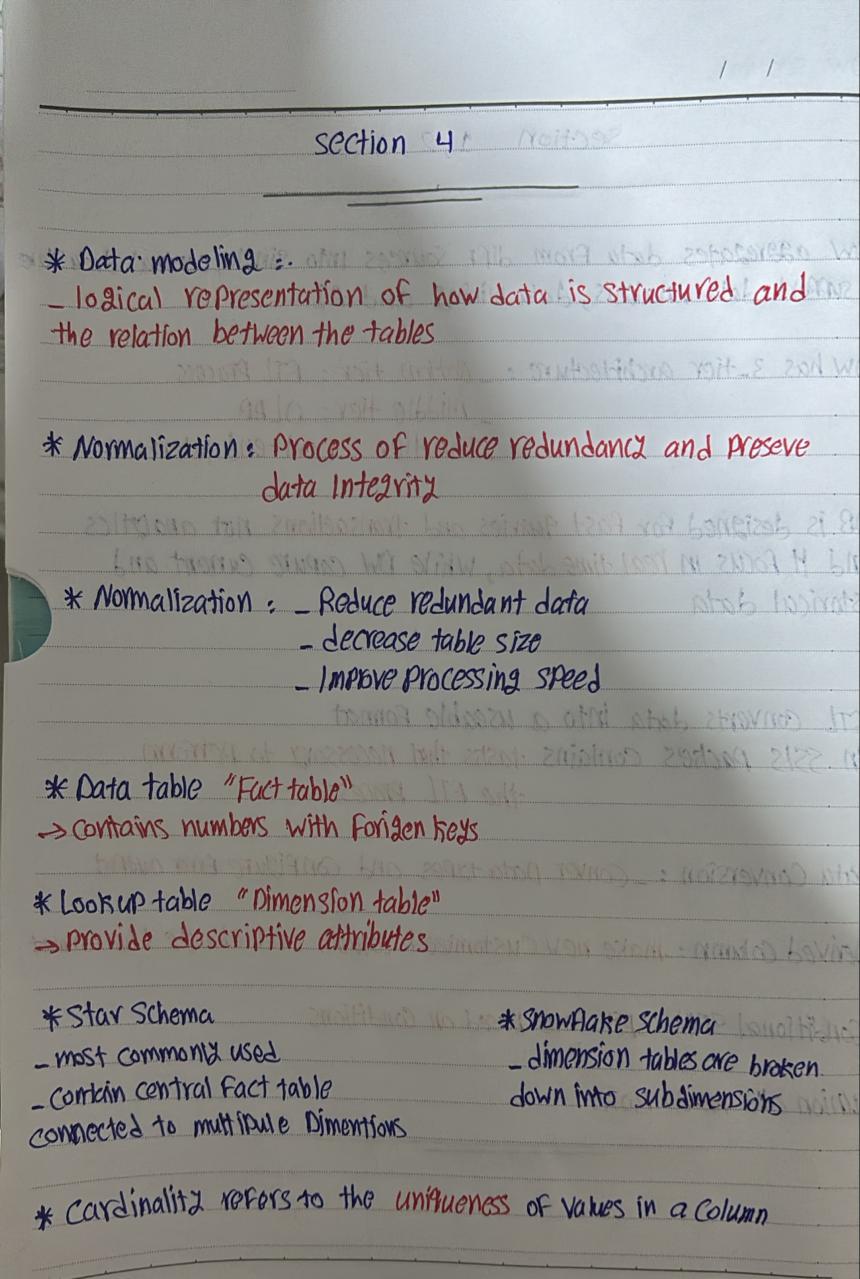 / /
Section 4
* Data modeling :.
- logical representation of how data is structured and
the relation between the tables
* Normalization : Process of reduce redundancy and preseve
data Integrity
* Normalization : - Reduce redundant data
- decrease table size
- Improve processing speed
* Data table "Fact table"
→ contains numbers with Forigen keys
* Lookup table "Dimension table"
→ provide descriptive attributes
* Star Schema
- most commonly used
- contain central Fact table
connected to multipule Dimentions
* Snowflake schema
- dimension tables are broken
down into subdimensions
* Cardinality refers to the uniqueness of values in a column